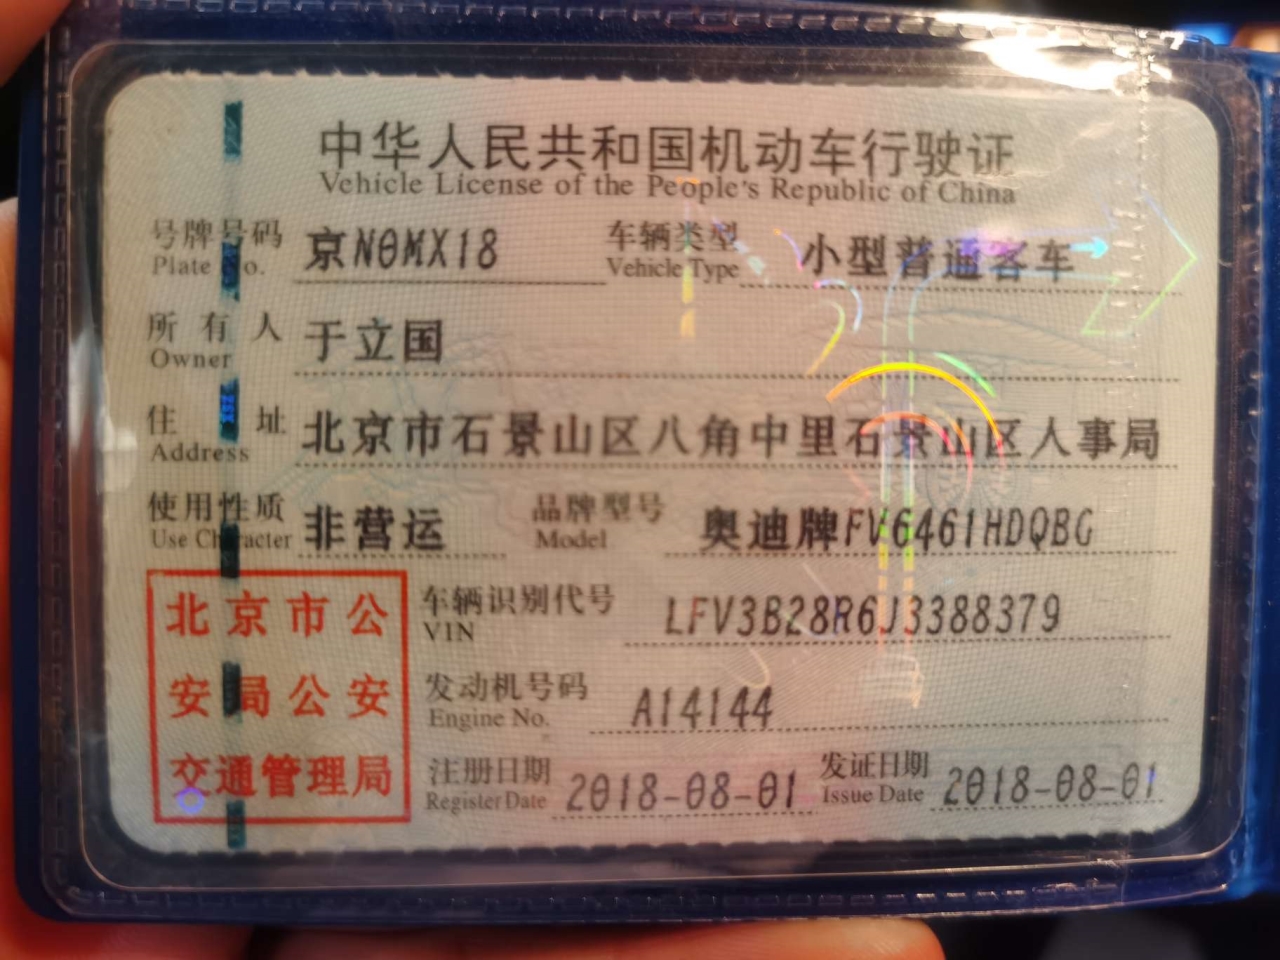 中华人民共和国机动车行驶证
Vehicle License of the People's Republic of China
号牌号码 京N0MX18 车辆类型 小型普通客车
Plate No. Vehicle Type
所有人 于立国
Owner
住址 北京市石景山区八角中里石景山区人事局
Address
使用性质 非营运 品牌型号 奥迪牌FV6461HDQBG
Use Character Model
北京市公
安局公安
交通管理局
车辆识别代号 LFV3B28R6J3388379
VIN
发动机号码 A14144
Engine No.
注册日期 2018-08-01 发证日期 2018-08-01
Register Date Issue Date